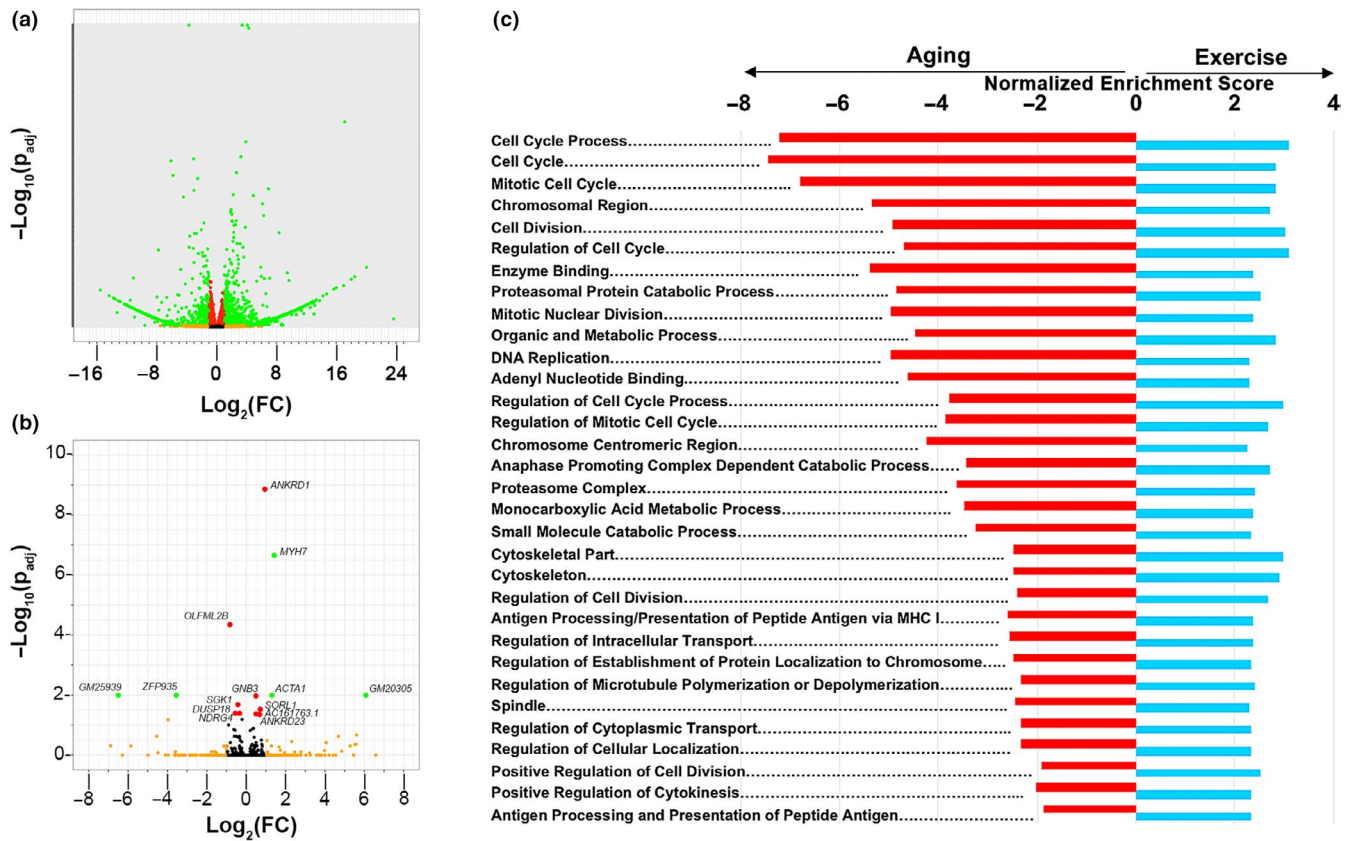 (a)
−Log10(padj)
−16 −8 0 8 16 24
Log2(FC)
(b)
−Log10(padj)
10
8
6
4
2
0
ANKRD1
MYH7
OLFML2B
GM25939
ZFP935
GNB3
ACTA1
GM20305
SGK1
SORL1
DUSP18
AC161763.1
NDRG4
ANKRD23
−8 −6 −4 −2 0 2 4 6 8
Log2(FC)
(c)
Aging Exercise
Normalized Enrichment Score
−8 −6 −4 −2 0 2 4
Cell Cycle Process
Cell Cycle
Mitotic Cell Cycle
Chromosomal Region
Cell Division
Regulation of Cell Cycle
Enzyme Binding
Proteasomal Protein Catabolic Process
Mitotic Nuclear Division
Organic and Metabolic Process
DNA Replication
Adenyl Nucleotide Binding
Regulation of Cell Cycle Process
Regulation of Mitotic Cell Cycle
Chromosome Centromeric Region
Anaphase Promoting Complex Dependent Catabolic Process
Proteasome Complex
Monocarboxylic Acid Metabolic Process
Small Molecule Catabolic Process
Cytoskeletal Part
Cytoskeleton
Regulation of Cell Division
Antigen Processing/Presentation of Peptide Antigen via MHC I
Regulation of Intracellular Transport
Regulation of Establishment of Protein Localization to Chromosome
Regulation of Microtubule Polymerization or Depolymerization
Spindle
Regulation of Cytoplasmic Transport
Regulation of Cellular Localization
Positive Regulation of Cell Division
Positive Regulation of Cytokinesis
Antigen Processing and Presentation of Peptide Antigen